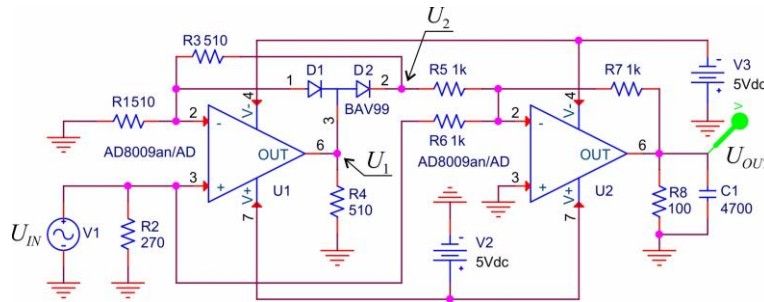 U2
R3 510
D1
D2
R5 1k
R7 1k
V3
5Vdc
1
2
BAV99
3
R1510
2
V-
4
R6 1k
2
V-
4
V
AD8009an/AD
OUT
6
U1
AD8009an/AD
OUT
6
UOUT
3
V+
U1
7
R4
510
3
V+
U2
7
R8
100
C1
4700
UIN
V1
R2
270
V2
5Vdc